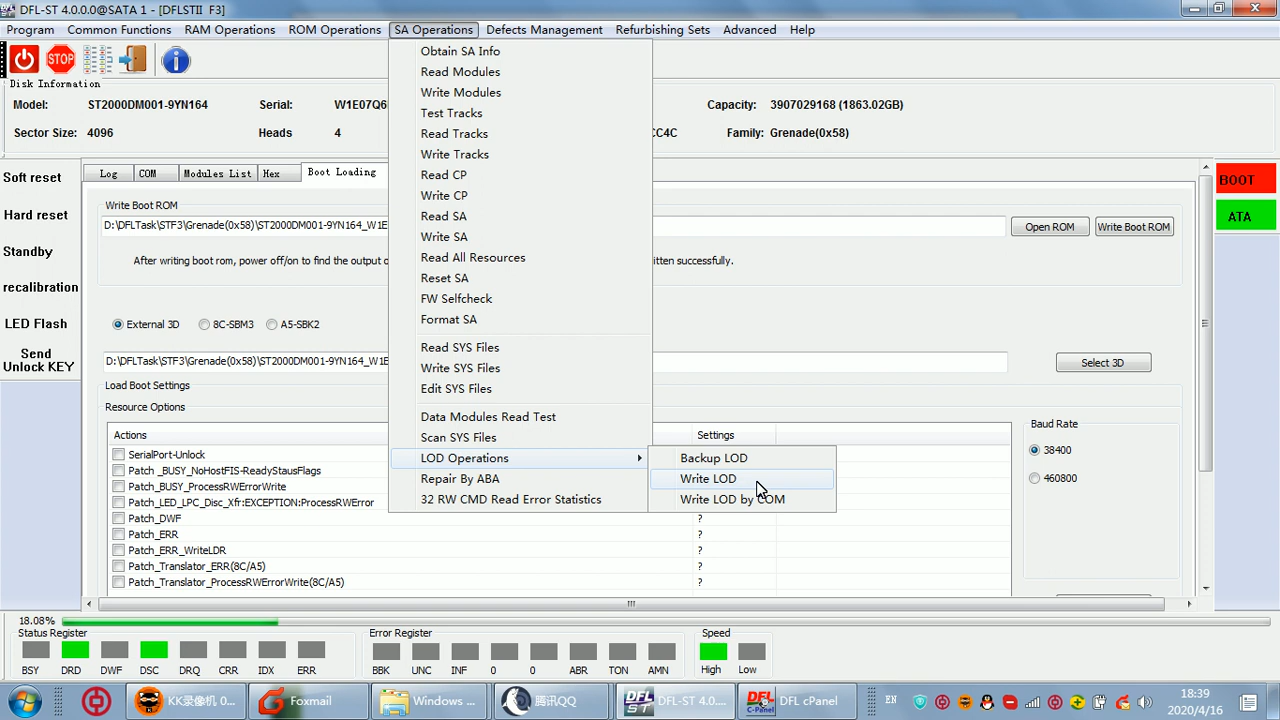 DFL-ST 4.0.0.0@SATA 1 - [DFLSTII F3]
Program Common Functions RAM Operations ROM Operations SA Operations Defects Management Refurbishing Sets Advanced Help
STOP
Disk Information
Model: ST2000DM001-9YN164 Serial: W1E07Q6 Capacity: 3907029168 (1863.02GB)
Sector Size: 4096 Heads 4 CC4C Family: Grenade(0x58)
Obtain SA Info
Read Modules
Write Modules
Test Tracks
Read Tracks
Write Tracks
Read CP
Write CP
Read SA
Write SA
Read All Resources
Reset SA
FW Selfcheck
Format SA
Read SYS Files
Write SYS Files
Edit SYS Files
Data Modules Read Test
Scan SYS Files
LOD Operations
Repair By ABA
32 RW CMD Read Error Statistics
Backup LOD
Write LOD
Write LOD by COM
Soft reset
Hard reset
Standby
recalibration
LED Flash
Send
Unlock KEY
Log COM Modules List Hex Boot Loading
Write Boot ROM
D:\DFLTask\STF3\Grenade(0x58)\ST2000DM001-9YN164_W1E Open ROM Write Boot ROM
After writing boot rom, power off/on to find the output o itten successfully.
External 3D 8C-SBM3 A5-SBK2
D:\DFLTask\STF3\Grenade(0x58)\ST2000DM001-9YN164_W1E Select 3D
Load Boot Settings
Resource Options
Actions Settings
SerialPort-Unlock
Patch_BUSY_NoHostFIS-ReadyStausFlags
Patch_BUSY_ProcessRWErrorWrite
Patch_LED_LPC_Disc_Xfr:EXCEPTION:ProcessRWError
Patch_DWF ?
Patch_ERR ?
Patch_ERR_WriteLDR ?
Patch_Translator_ERR(8C/A5) ?
Patch_Translator_ProcessRWErrorWrite(8C/A5) ?
Baud Rate
38400
460800
BOOT
ATA
18.08%
Status Register Error Register Speed
BSY DRD DWF DSC DRQ CRR IDX ERR BBK UNC INF 0 0 ABR TON AMN High Low
KK录像机 0... Foxmail Windows ... 腾讯QQ DFL-ST 4.0.... DFL cPanel EN
18:39
2020/4/16